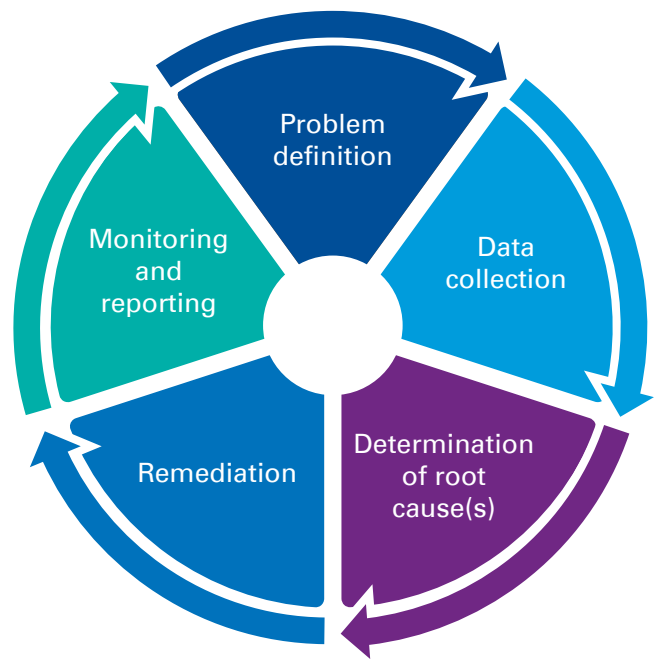 Problem
definition
Data
collection
Determination
of root
cause(s)
Remediation
Monitoring
and
reporting